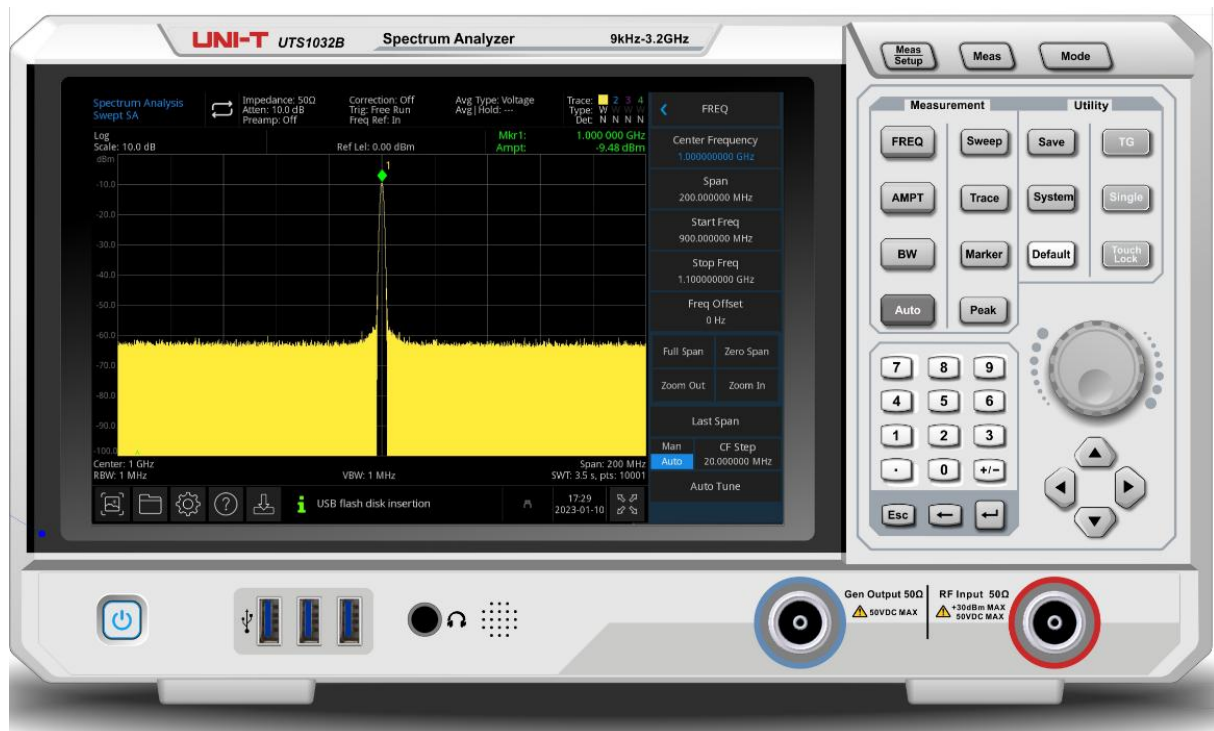 UNI-T UTS1032B Spectrum Analyzer 9kHz-3.2GHz
Meas Setup
Meas
Mode
Spectrum Analysis
Swept SA
Impedance: 50Ω
Atten: 10.0 dB
Preamp: Off
Correction: Off
Trig: Free Run
Freq Ref: In
Avg Type: Voltage
Avg|Hold: ---
Trace: 1 2 3 4
Type: W W W W
Det: N N N N
Log
Scale: 10.0 dB
Ref Lel: 0.00 dBm
Mkr1: 1.000 000 GHz
Ampt: -9.48 dBm
dBm
1
-10.0
-20.0
-30.0
-40.0
-50.0
-60.0
-70.0
-80.0
-90.0
-100.0
Center: 1 GHz
RBW: 1 MHz
VBW: 1 MHz
Span: 200 MHz
SWT: 3.5 s, pts: 10001
USB flash disk insertion
17:29
2023-01-10
FREQ
Center Frequency
1.000000000 GHz
Span
200.000000 MHz
Start Freq
900.000000 MHz
Stop Freq
1.100000000 GHz
Freq Offset
0 Hz
Full Span Zero Span
Zoom Out Zoom In
Last Span
Man CF Step
Auto 20.000000 MHz
Auto Tune
Measurement Utility
FREQ Sweep Save TG
AMPT Trace System Single
BW Marker Default Touch Lock
Auto Peak
7 8 9
4 5 6
1 2 3
. 0 +/-
Esc
Gen Output 50Ω
50VDC MAX
RF Input 50Ω
+30dBm MAX
50VDC MAX